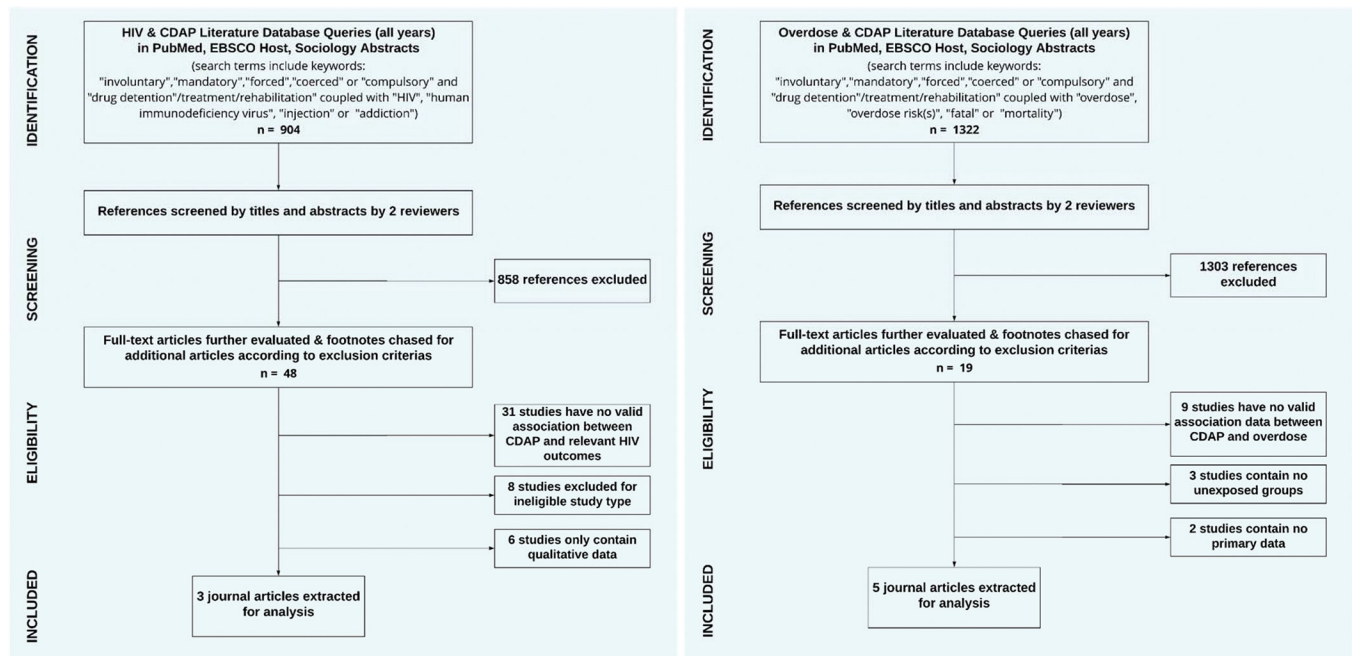 IDENTIFICATION
HIV & CDAP Literature Database Queries (all years)
in PubMed, EBSCO Host, Sociology Abstracts
(search terms include keywords:
"involuntary","mandatory","forced","coerced" or "compulsory" and
"drug detention"/treatment/rehabilitation" coupled with "HIV", "human
immunodeficiency virus", "injection" or  "addiction")
n =  904
References screened by titles and abstracts by 2 reviewers
SCREENING
858 references excluded
Full-text articles further evaluated & footnotes chased for
additional articles according to exclusion criterias
n =  48
ELIGIBILITY
31 studies have no valid
association between
CDAP and relevant HIV
outcomes
8 studies excluded for
ineligible study type
6 studies only contain
qualitative data
INCLUDED
3 journal articles extracted
for analysis
IDENTIFICATION
Overdose & CDAP Literature Database Queries (all years)
in PubMed, EBSCO Host, Sociology Abstracts
(search terms include keywords:
"involuntary","mandatory","forced","coerced" or "compulsory" and
"drug detention"/treatment/rehabilitation" coupled with "overdose",
"overdose risk(s)", "fatal" or  "mortality")
n =  1322
References screened by titles and abstracts by 2 reviewers
SCREENING
1303 references
excluded
Full-text articles further evaluated & footnotes chased for
additional articles according to exclusion criterias
n =  19
ELIGIBILITY
9 studies have no valid
association data between
CDAP and overdose
3 studies contain no
unexposed groups
2 studies contain no
primary data
INCLUDED
5 journal articles extracted
for analysis